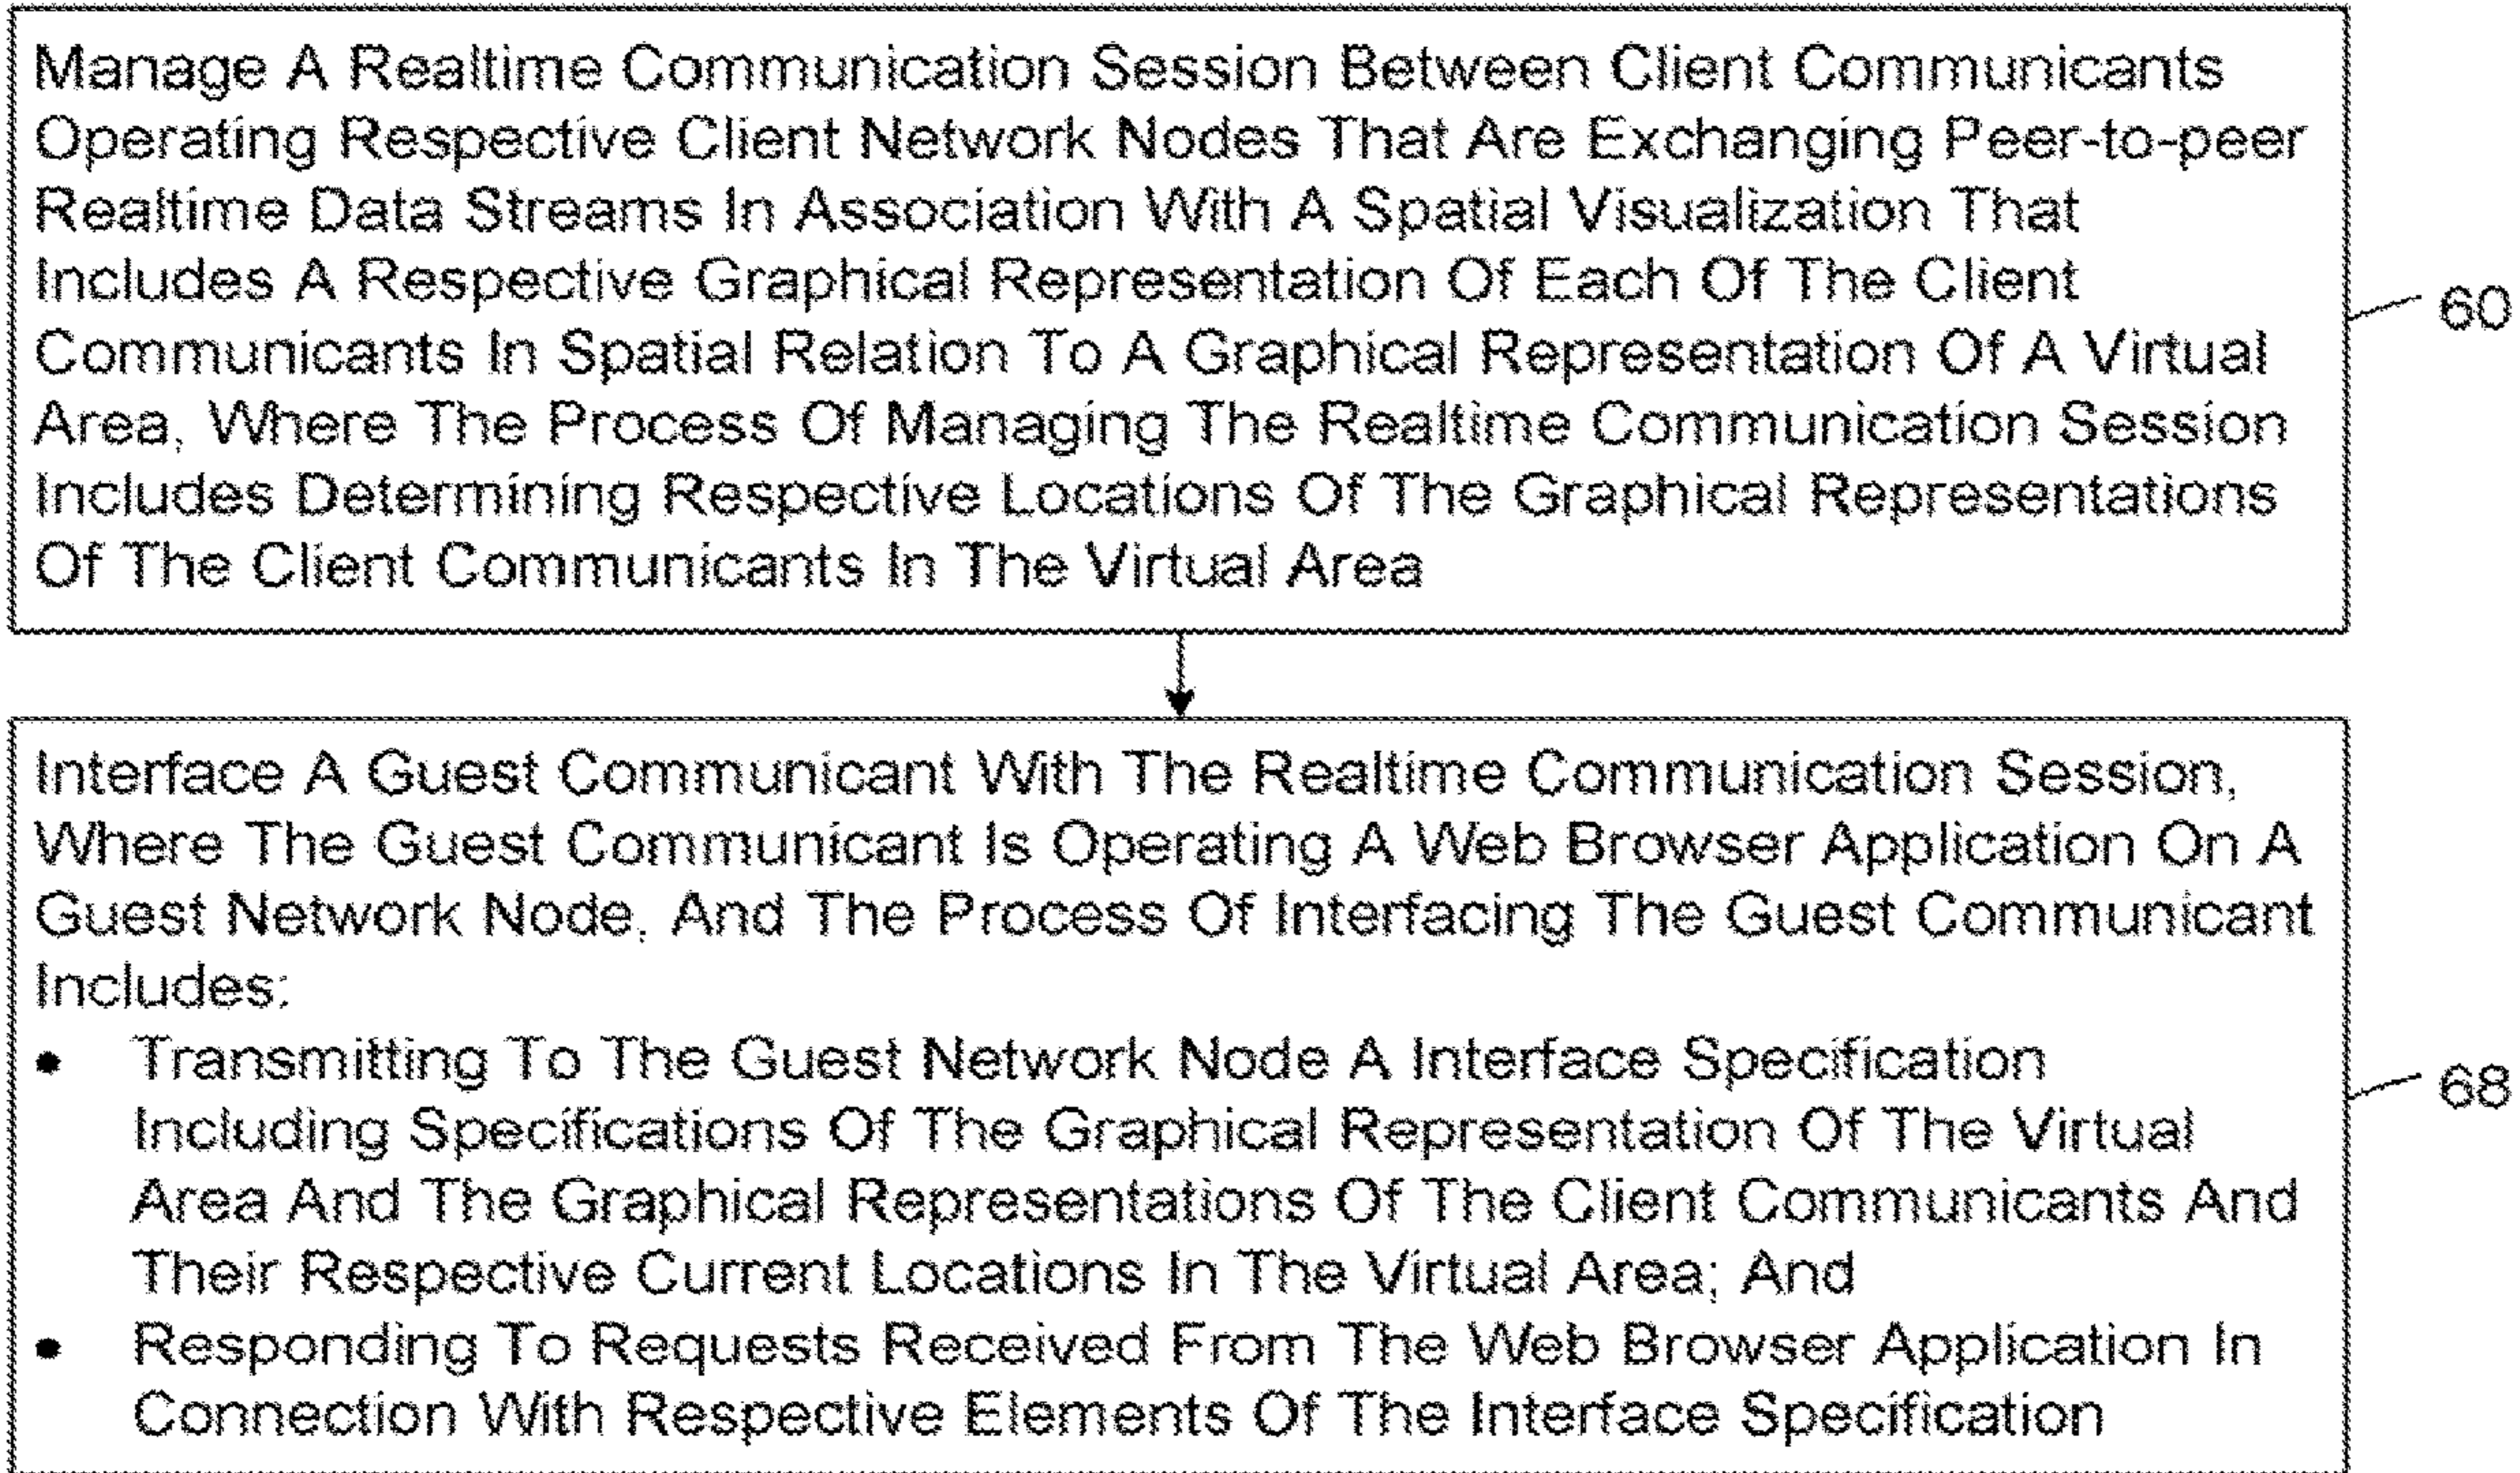 Manage A Realtime Communication Session Between Client Communicants
Operating Respective Client Network Nodes That Are Exchanging Peer-to-peer
Realtime Data Streams In Association With A Spatial Visualization That
Includes A Respective Graphical Representation Of Each Of The Client
Communicants In Spatial Relation To A Graphical Representation Of A Virtual
Area, Where The Process Of Managing The Realtime Communication Session
Includes Determining Respective Locations Of The Graphical Representations
Of The Client Communicants In The Virtual Area
60
Interface A Guest Communicant With The Realtime Communication Session,
Where The Guest Communicant Is Operating A Web Browser Application On A
Guest Network Node, And The Process Of Interfacing The Guest Communicant
Includes:
• Transmitting To The Guest Network Node A Interface Specification
Including Specifications Of The Graphical Representation Of The Virtual
Area And The Graphical Representations Of The Client Communicants And
Their Respective Current Locations In The Virtual Area; And
• Responding To Requests Received From The Web Browser Application In
Connection With Respective Elements Of The Interface Specification
68